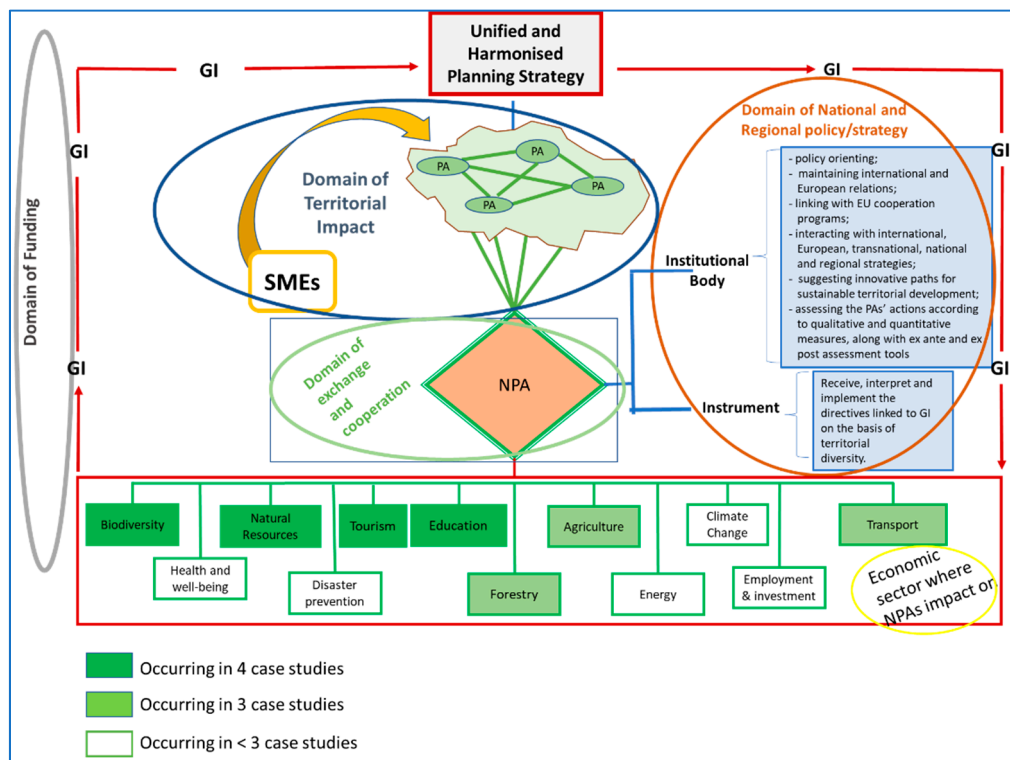 Unified and
Harmonised
Planning Strategy
GI
GI
Domain of National and
Regional policy/strategy
GI
GI
Domain of Funding
PA
PA
PA
PA
Domain of
Territorial
Impact
SMEs
- policy orienting;
- maintaining international and
European relations;
- linking with EU cooperation
programs;
- interacting with international,
European, transnational, national
and regional strategies;
- suggesting innovative paths for
sustainable territorial development;
- assessing the PAs' actions according
to qualitative and quantitative
measures, along with ex ante and ex
post assessment tools
Institutional
Body
GI
GI
Domain of
exchange
and
cooperation
NPA
Instrument
Receive, interpret and
implement the
directives linked to GI
on the basis of
territorial
diversity.
Biodiversity
Natural
Resources
Tourism
Education
Agriculture
Climate
Change
Transport
Health and
well-being
Disaster
prevention
Forestry
Energy
Employment
& investment
Economic
sector where
NPAs impact or
Occurring in 4 case studies
Occurring in 3 case studies
Occurring in < 3 case studies